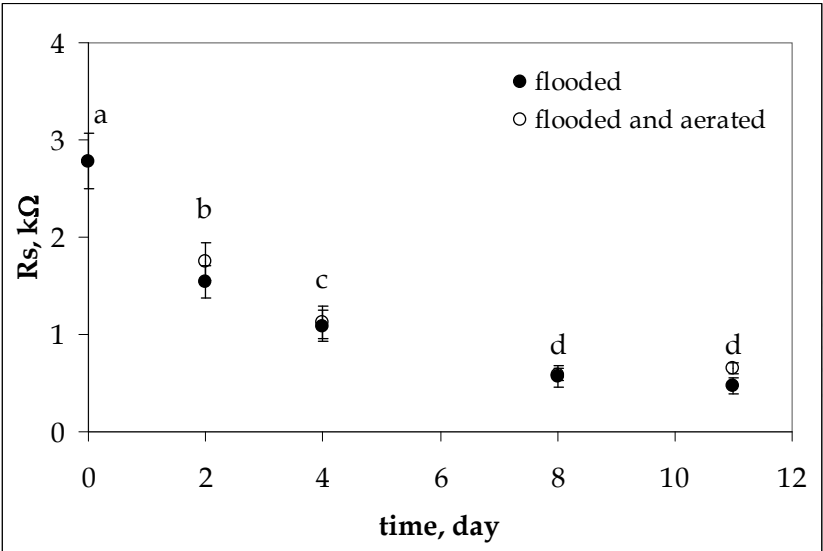 4
3
2
1
0
Rs, kΩ
a
b
c
d
d
flooded
flooded and aerated
0 2 4 6 8 10 12
time, day